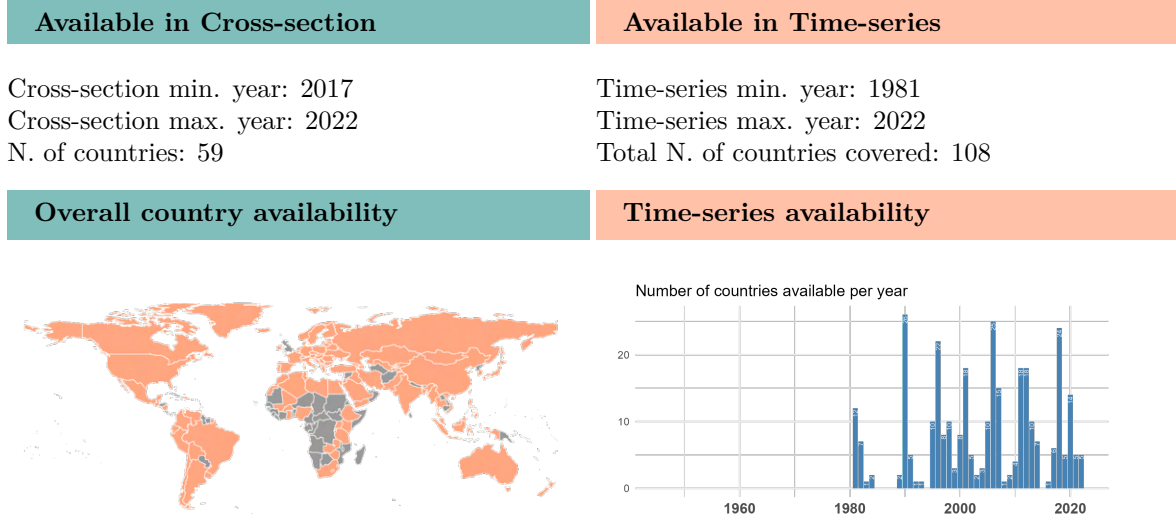 Available in Cross-section
Available in Time-series
Cross-section min. year: 2017
Cross-section max. year: 2022
N. of countries: 59
Time-series min. year: 1981
Time-series max. year: 2022
Total N. of countries covered: 108
Overall country availability
Time-series availability
Number of countries available per year
20
10
0
1960
1980
2000
2020